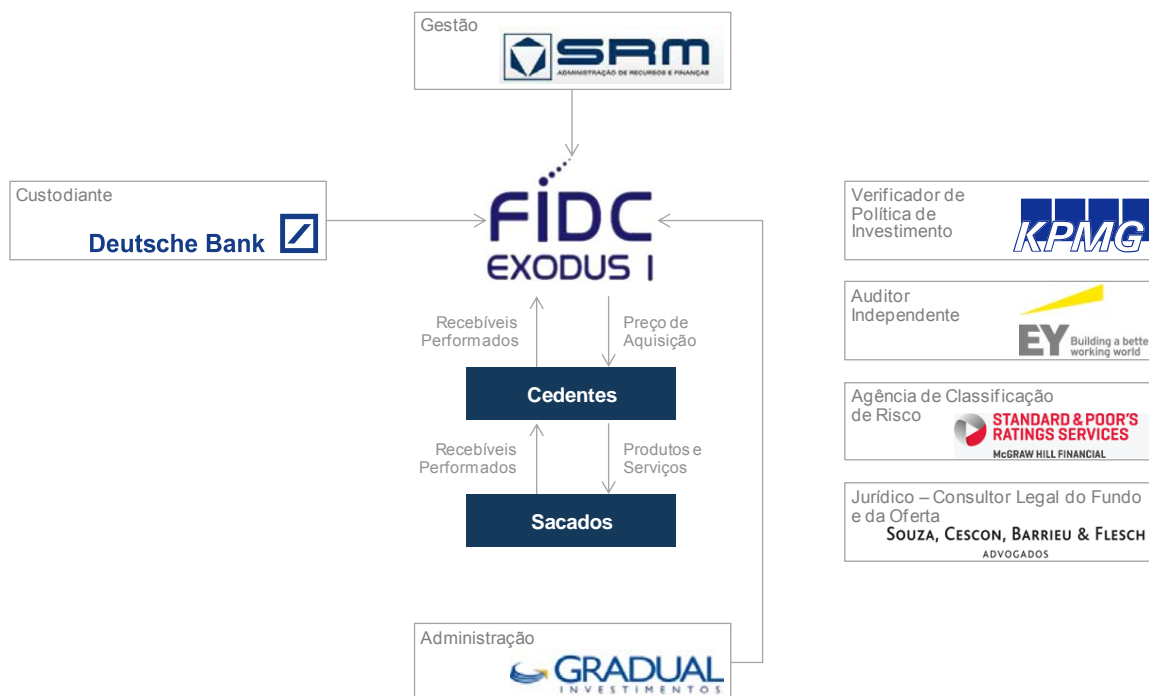 Gestão
SRM
ADMINISTRAÇÃO DE RECURSOS E FINANÇAS
Custodiante
Deutsche Bank
FIDC
EXODUS I
Verificador de
Política de
Investimento
KPMG
Auditor
Independente
EY Building a bette
working world
Recebíveis
Performados
Preço de
Aquisição
Cedentes
Agência de Classificação
de Risco
STANDARD & POOR'S
RATINGS SERVICES
McGRAW HILL FINANCIAL
Recebíveis
Performados
Produtos e
Serviços
Sacados
Jurídico – Consultor Legal do Fundo
e da Oferta
SOUZA, CESCON, BARRIEU & FLESCH
ADVOGADOS
Administração
GRADUAL
INVESTIMENTOS